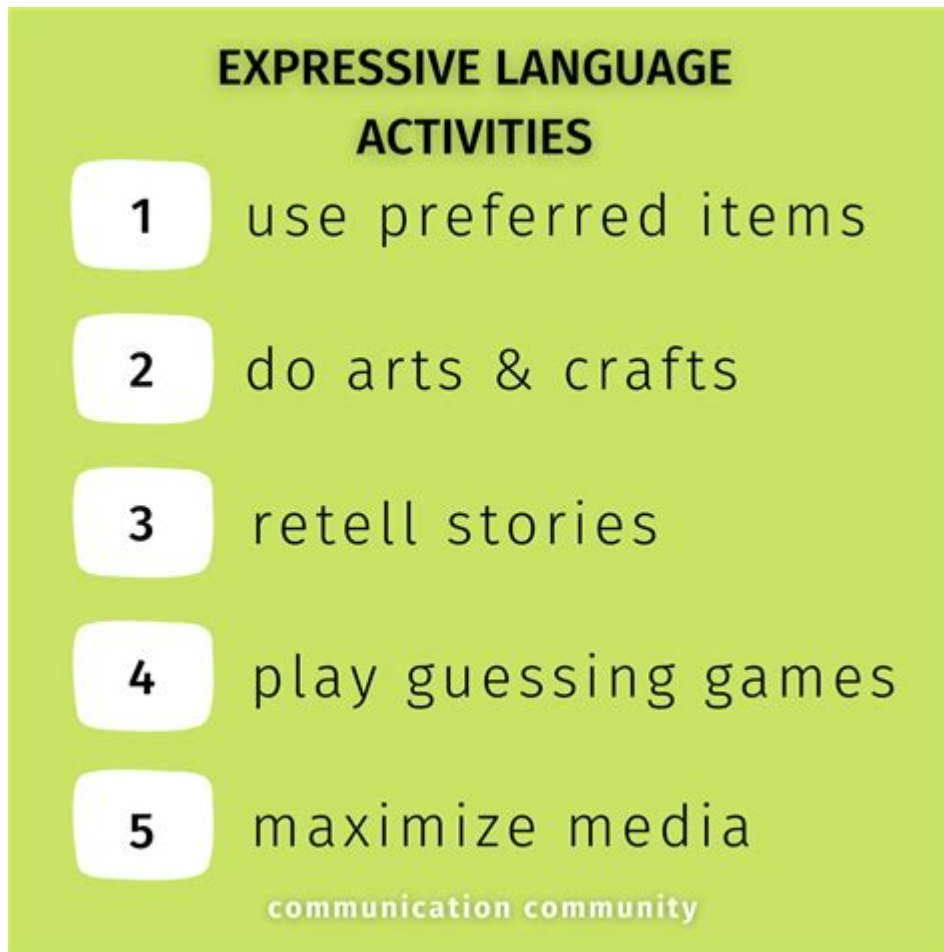 EXPRESSIVE LANGUAGE
ACTIVITIES
1 use preferred items
2 do arts & crafts
3 retell stories
4 play guessing games
5 maximize media
communication community